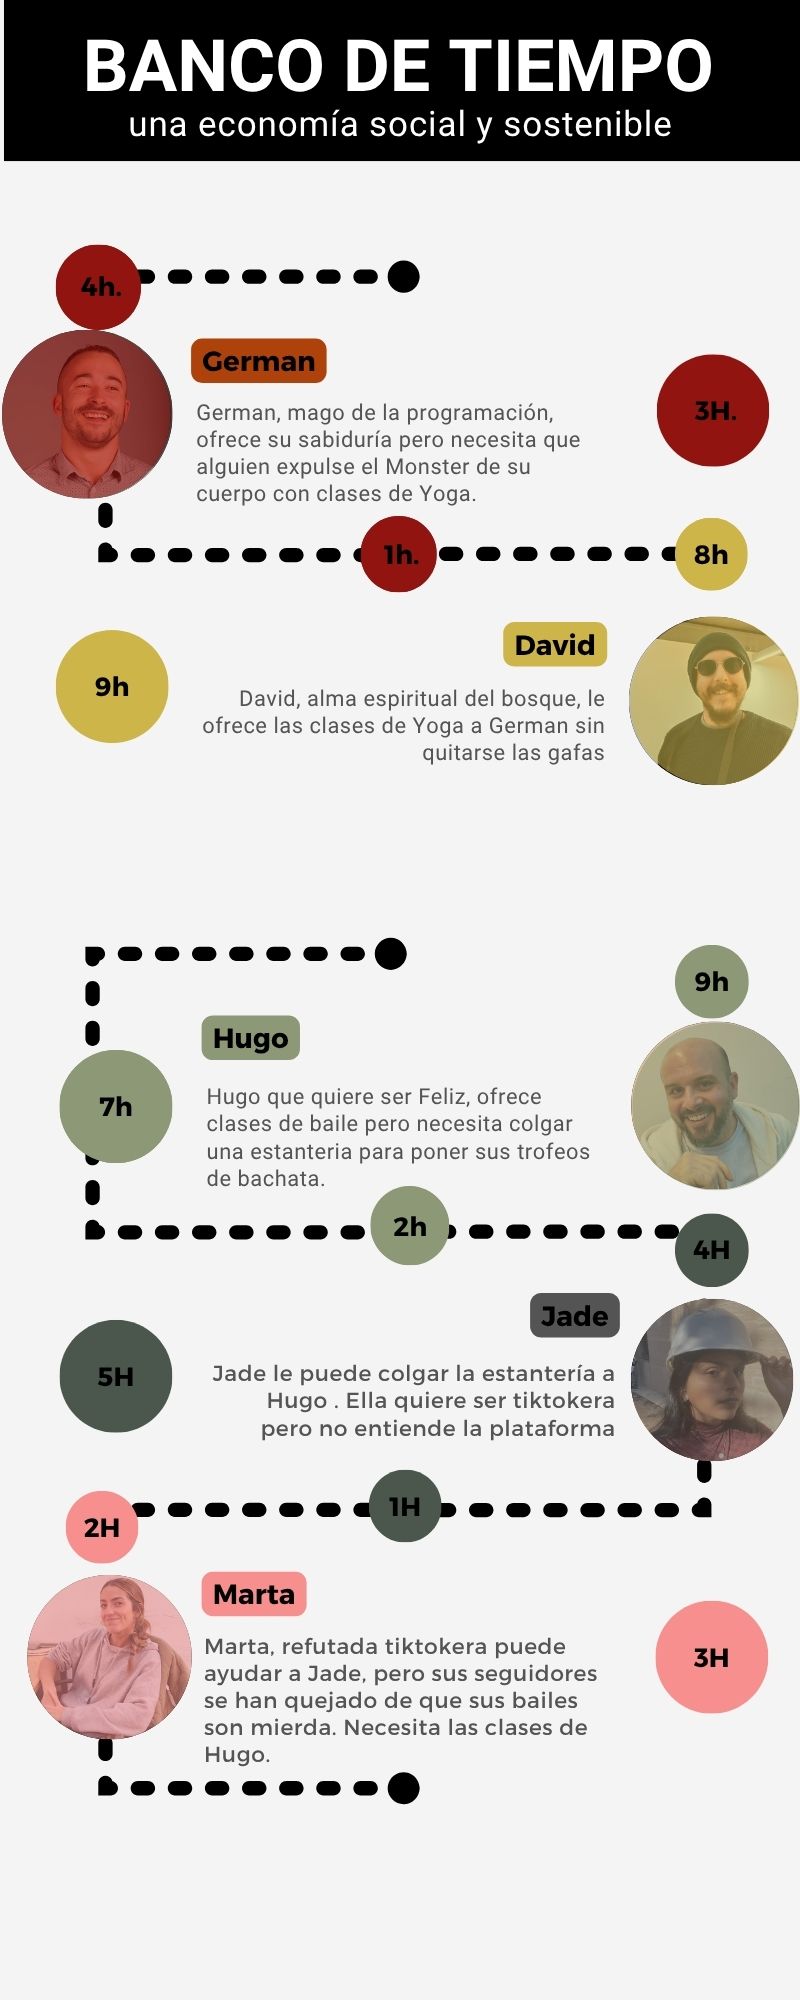 BANCO DE TIEMPO
una economía social y sostenible
4h.
German
German, mago de la programación,
ofrece su sabiduría pero necesita que
alguien expulse el Monster de su
cuerpo con clases de Yoga.
3H.
1h.
8h
9h
David
David, alma espiritual del bosque, le
ofrece las clases de Yoga a German sin
quitarse las gafas
9h
Hugo
7h
Hugo que quiere ser Feliz, ofrece
clases de baile pero necesita colgar
una estanteria para poner sus trofeos
de bachata.
2h
4H
Jade
5H
Jade le puede colgar la estantería a
Hugo . Ella quiere ser tiktokera
pero no entiende la plataforma
1H
2H
Marta
Marta, refutada tiktokera puede
ayudar a Jade, pero sus seguidores
se han quejado de que sus bailes
son mierda. Necesita las clases de
Hugo.
3H